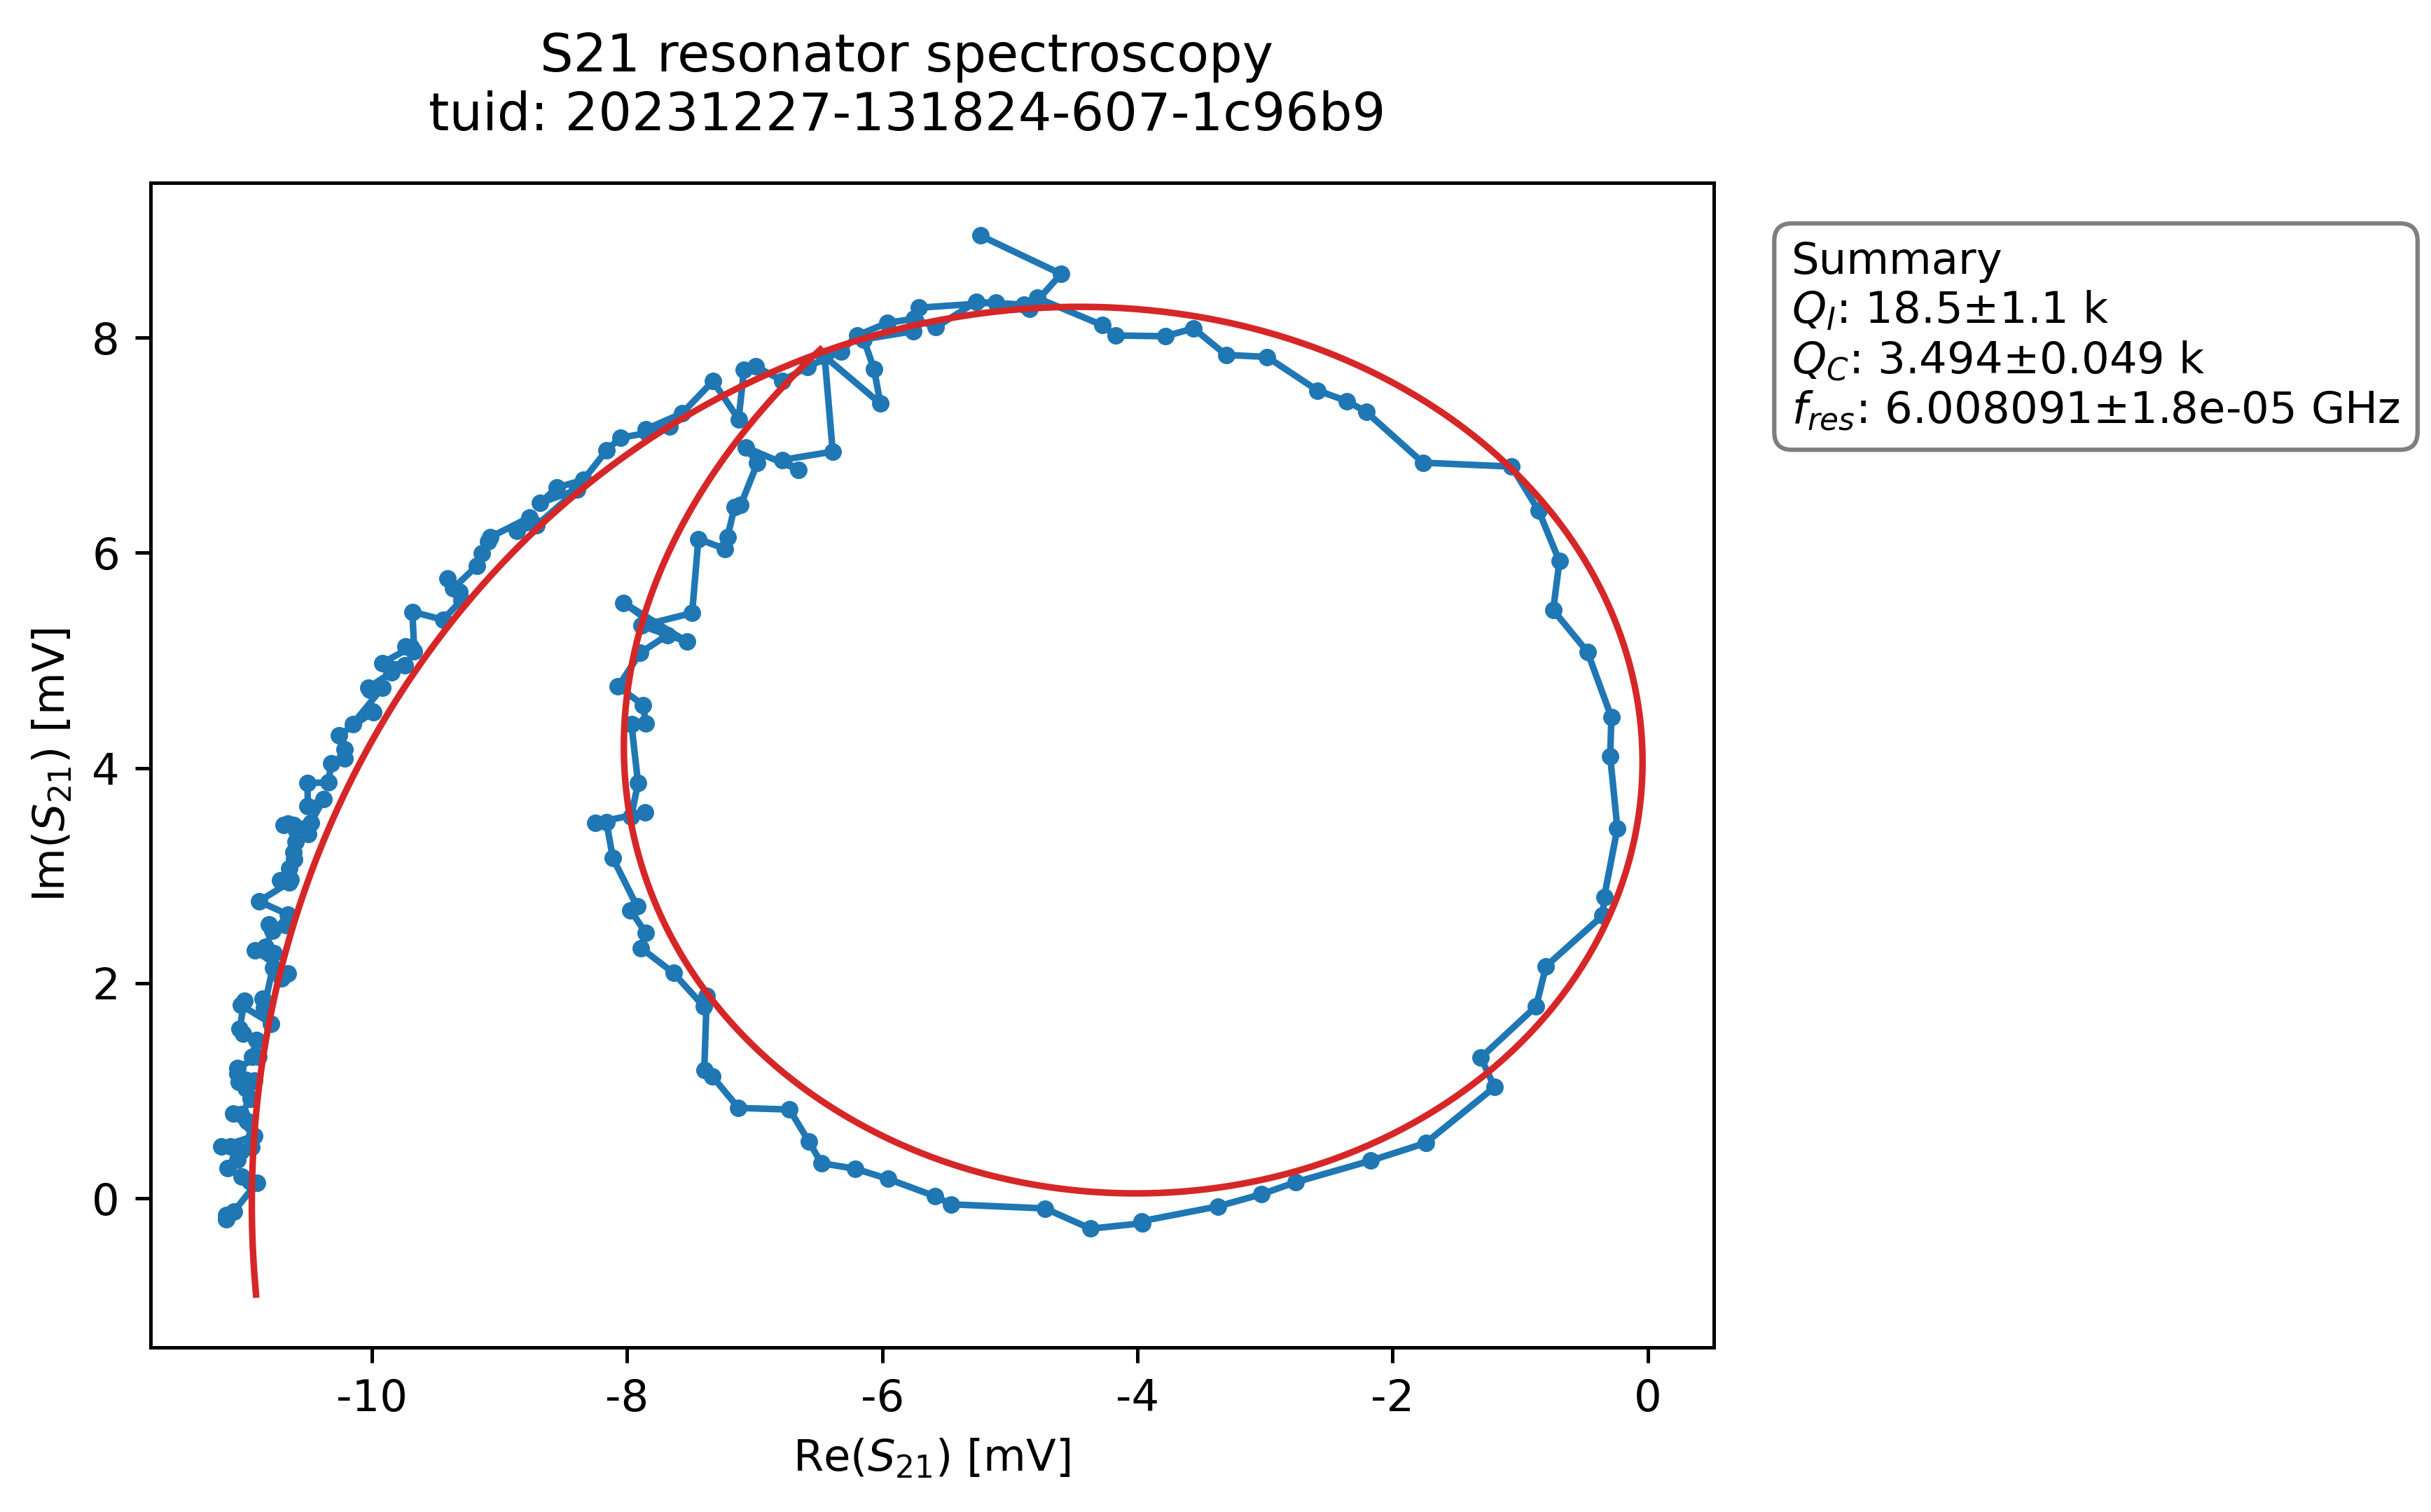 S21 resonator spectroscopy
tuid: 20231227-131824-607-1c96b9
Summary
Q_I: 18.5±1.1 k
Q_C: 3.494±0.049 k
f_res: 6.008091±1.8e-05 GHz
Im(S_21) [mV]
8
6
4
2
0
-10 -8 -6 -4 -2 0
Re(S_21) [mV]